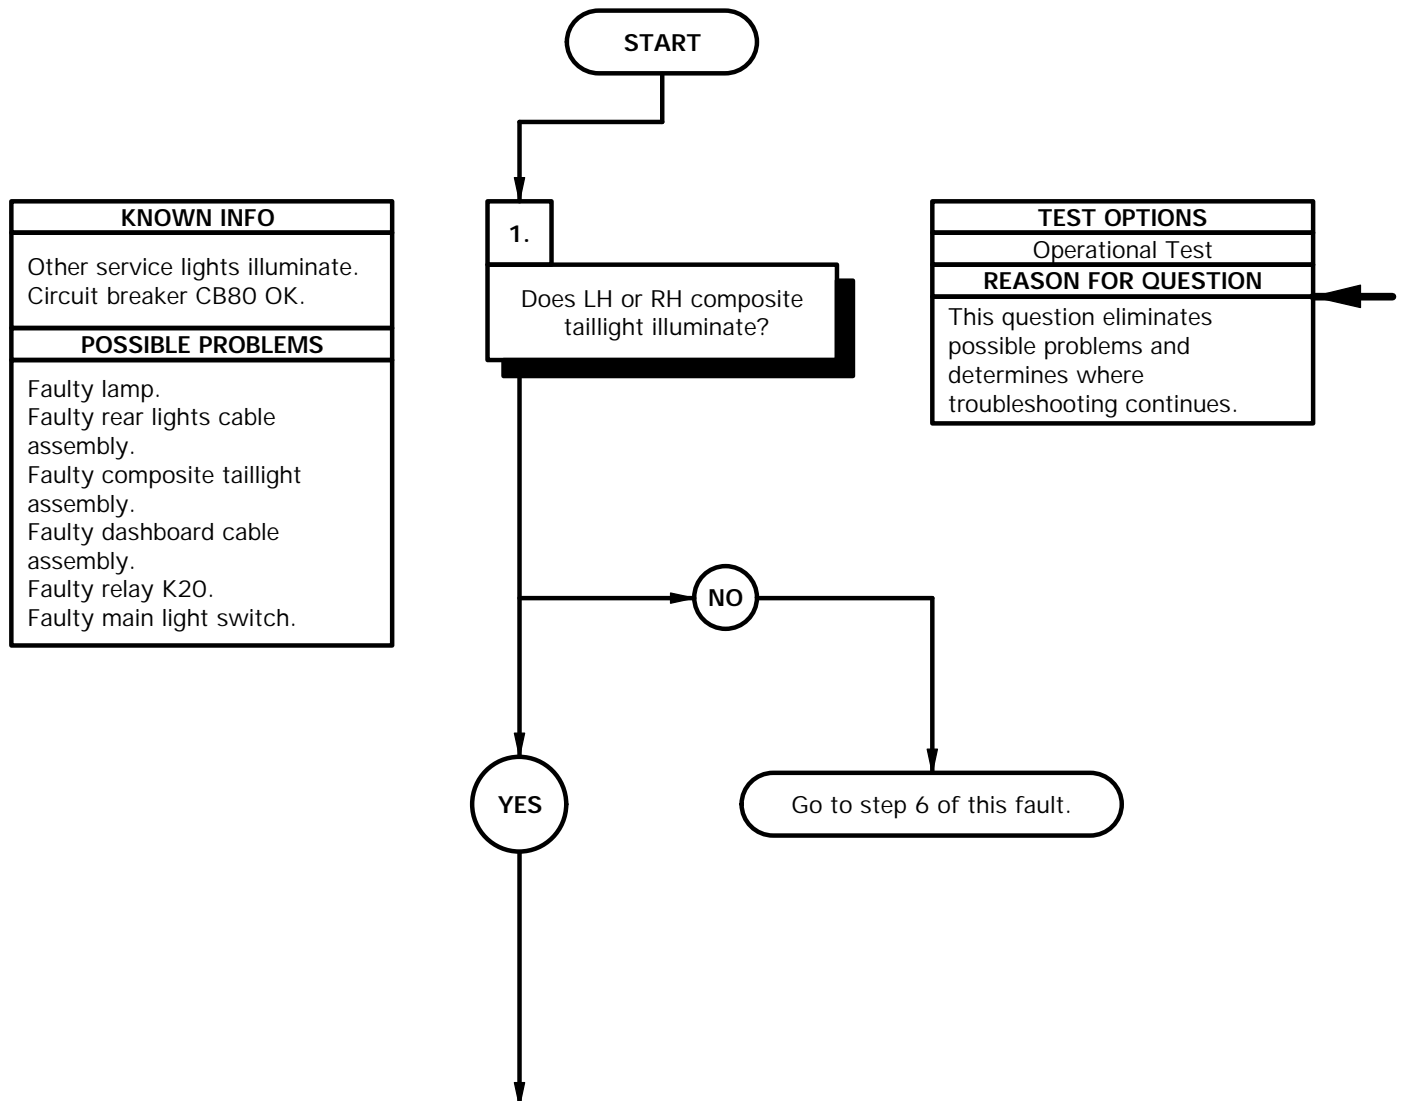 START
KNOWN INFO
Other service lights illuminate.
Circuit breaker CB80 OK.
POSSIBLE PROBLEMS
Faulty lamp.
Faulty rear lights cable
assembly.
Faulty composite taillight
assembly.
Faulty dashboard cable
assembly.
Faulty relay K20.
Faulty main light switch.
1.
Does LH or RH composite
taillight illuminate?
TEST OPTIONS
Operational Test
REASON FOR QUESTION
This question eliminates
possible problems and
determines where
troubleshooting continues.
NO
YES
Go to step 6 of this fault.